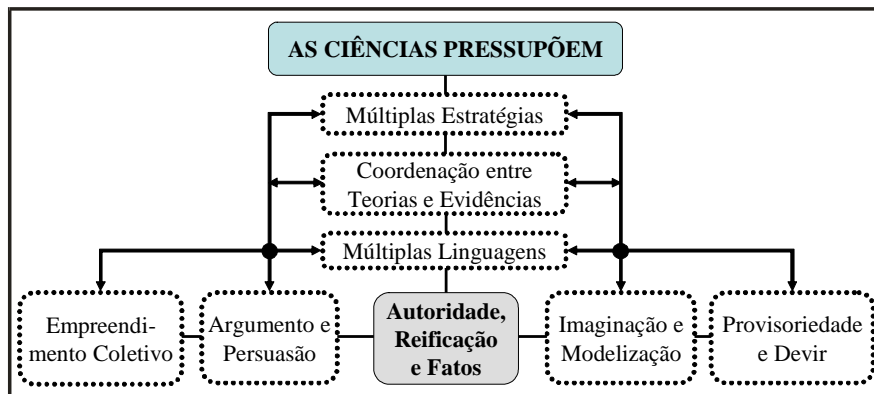 AS CIÊNCIAS PRESSUPÕEM
Múltiplas Estratégias
Coordenação entre
Teorias e Evidências
Múltiplas Linguagens
Empreendi-
mento Coletivo
Argumento e
Persuasão
Autoridade,
Reificação
e Fatos
Imaginação e
Modelização
Provisoriedade
e Devir